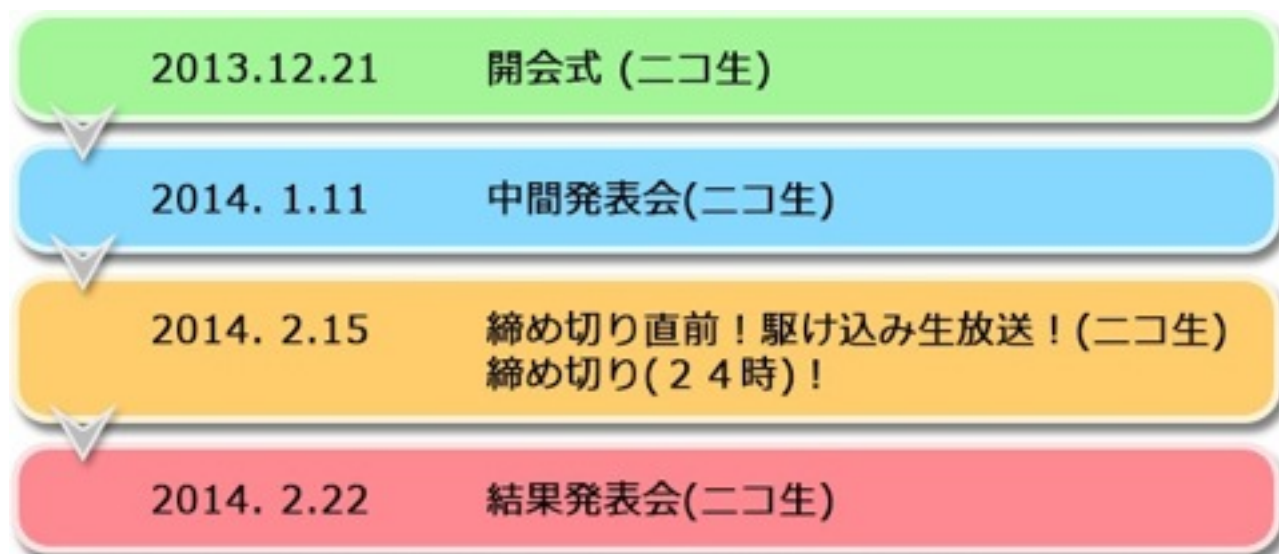 2013.12.21 開会式 (ニコ生)
2014. 1.11 中間発表会(ニコ生)
2014. 2.15 締め切り直前！駆け込み生放送！(ニコ生)
締め切り(２４時)！
2014. 2.22 結果発表会(ニコ生)